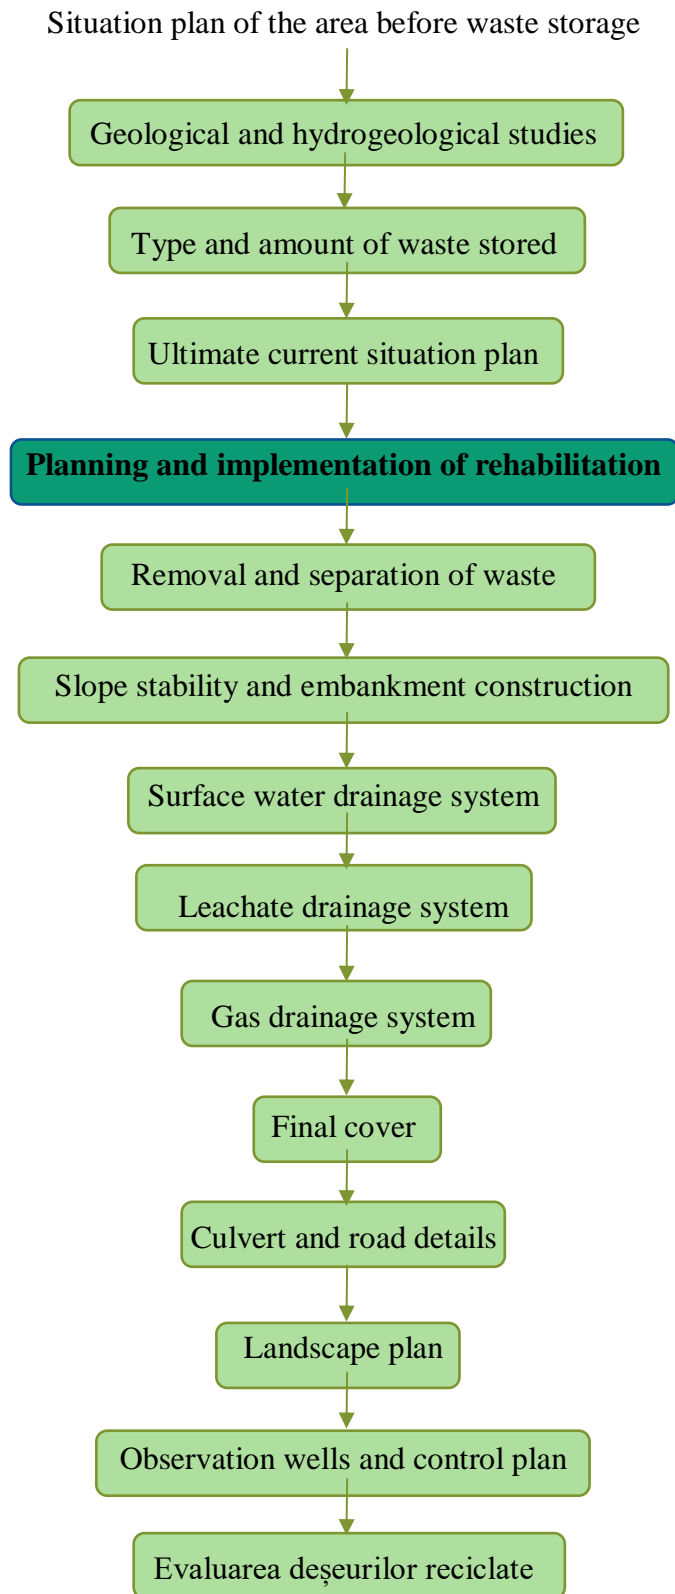 Situation plan of the area before waste storage
Geological and hydrogeological studies
Type and amount of waste stored
Ultimate current situation plan
Planning and implementation of rehabilitation
Removal and separation of waste
Slope stability and embankment construction
Surface water drainage system
Leachate drainage system
Gas drainage system
Final cover
Culvert and road details
Landscape plan
Observation wells and control plan
Evaluarea deșeurilor reciclate